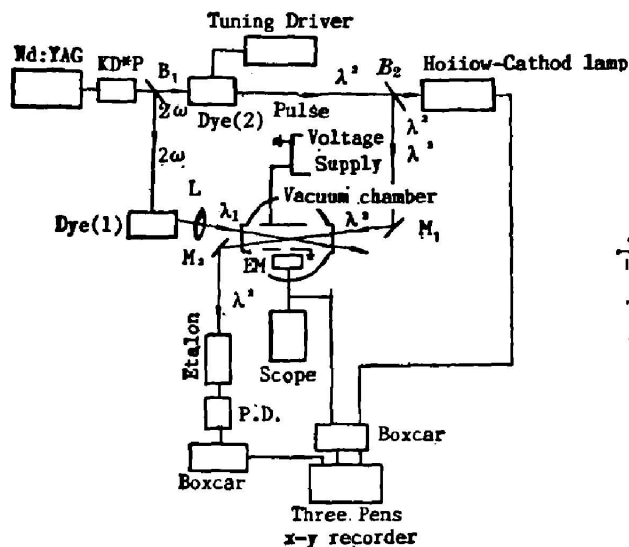 Tuning Driver
Nd:YAG
KD*P
B₁
B₂
Hoiiow-Cathod lamp
λ²
2ω
Dye(2)
Pulse
λ²
λ²
2ω
Voltage
Supply
L
Vacuum chamber
Dye(1)
λ₁
λ²
M₁
M₂
EM
λ²
Etalon
Scope
P.D.
Boxcar
Boxcar
Three Pens
x-y recorder